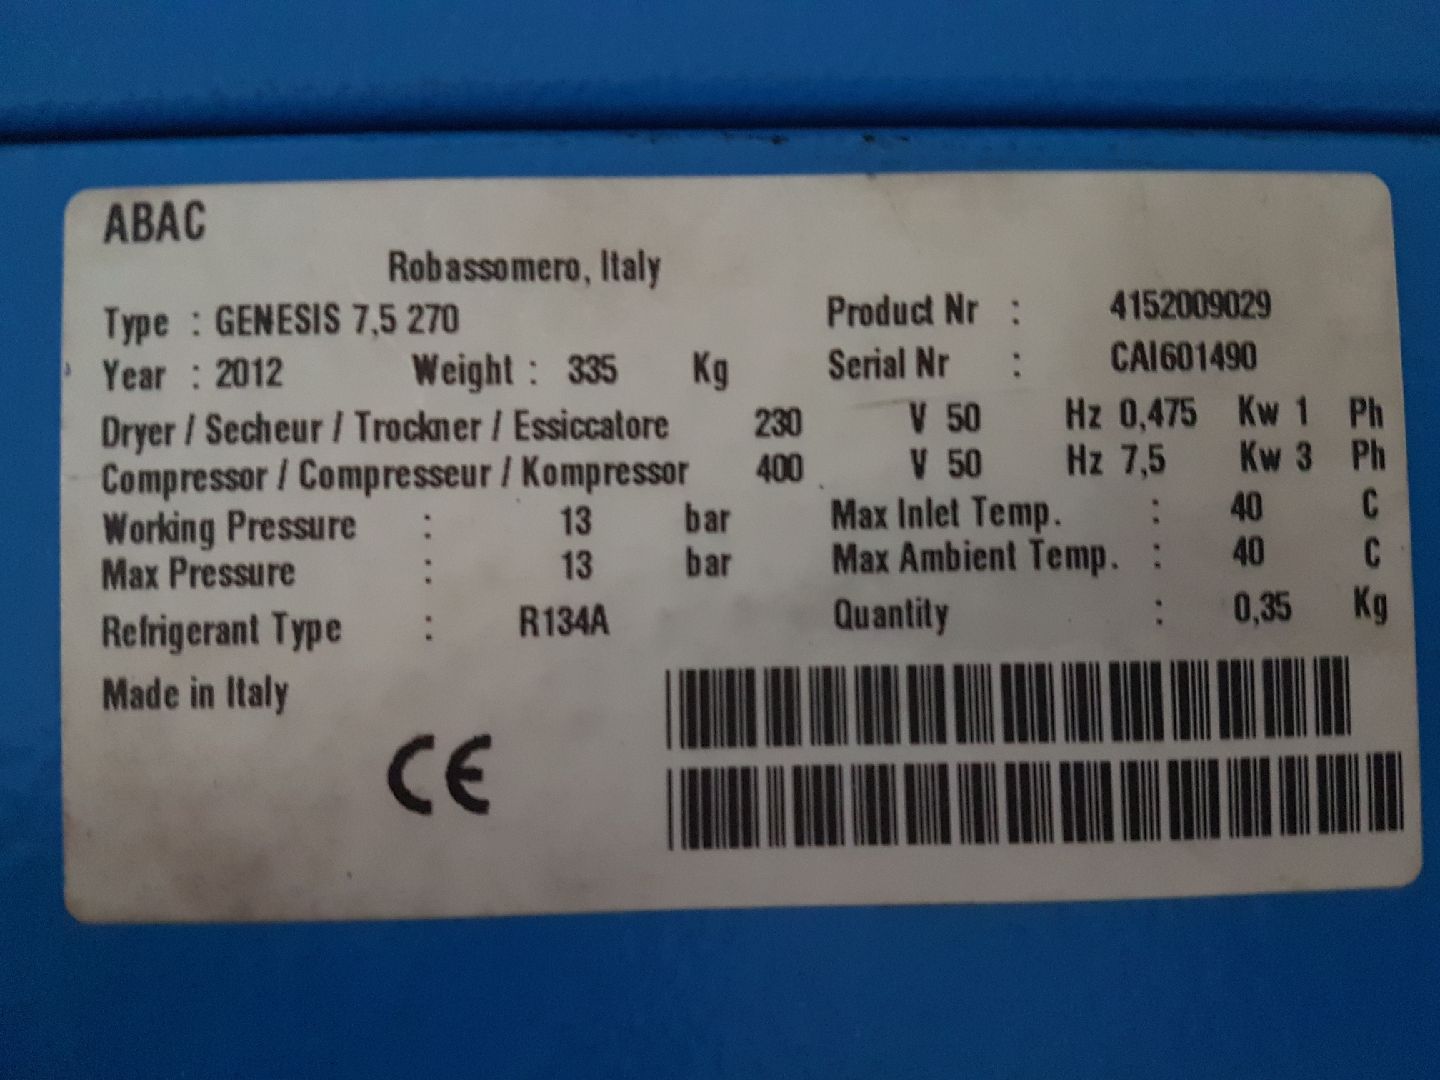 ABAC
Robassomero, Italy
Type : GENESIS 7,5 270 Product Nr : 4152009029
Year : 2012 Weight : 335 Kg Serial Nr : CAI601490
Dryer / Secheur / Trockner / Essiccatore 230 V 50 Hz 0,475 Kw 1 Ph
Compressor / Compresseur / Kompressor 400 V 50 Hz 7,5 Kw 3 Ph
Working Pressure : 13 bar Max Inlet Temp. : 40 C
Max Pressure : 13 bar Max Ambient Temp. : 40 C
Refrigerant Type : R134A Quantity : 0,35 Kg
Made in Italy
CE